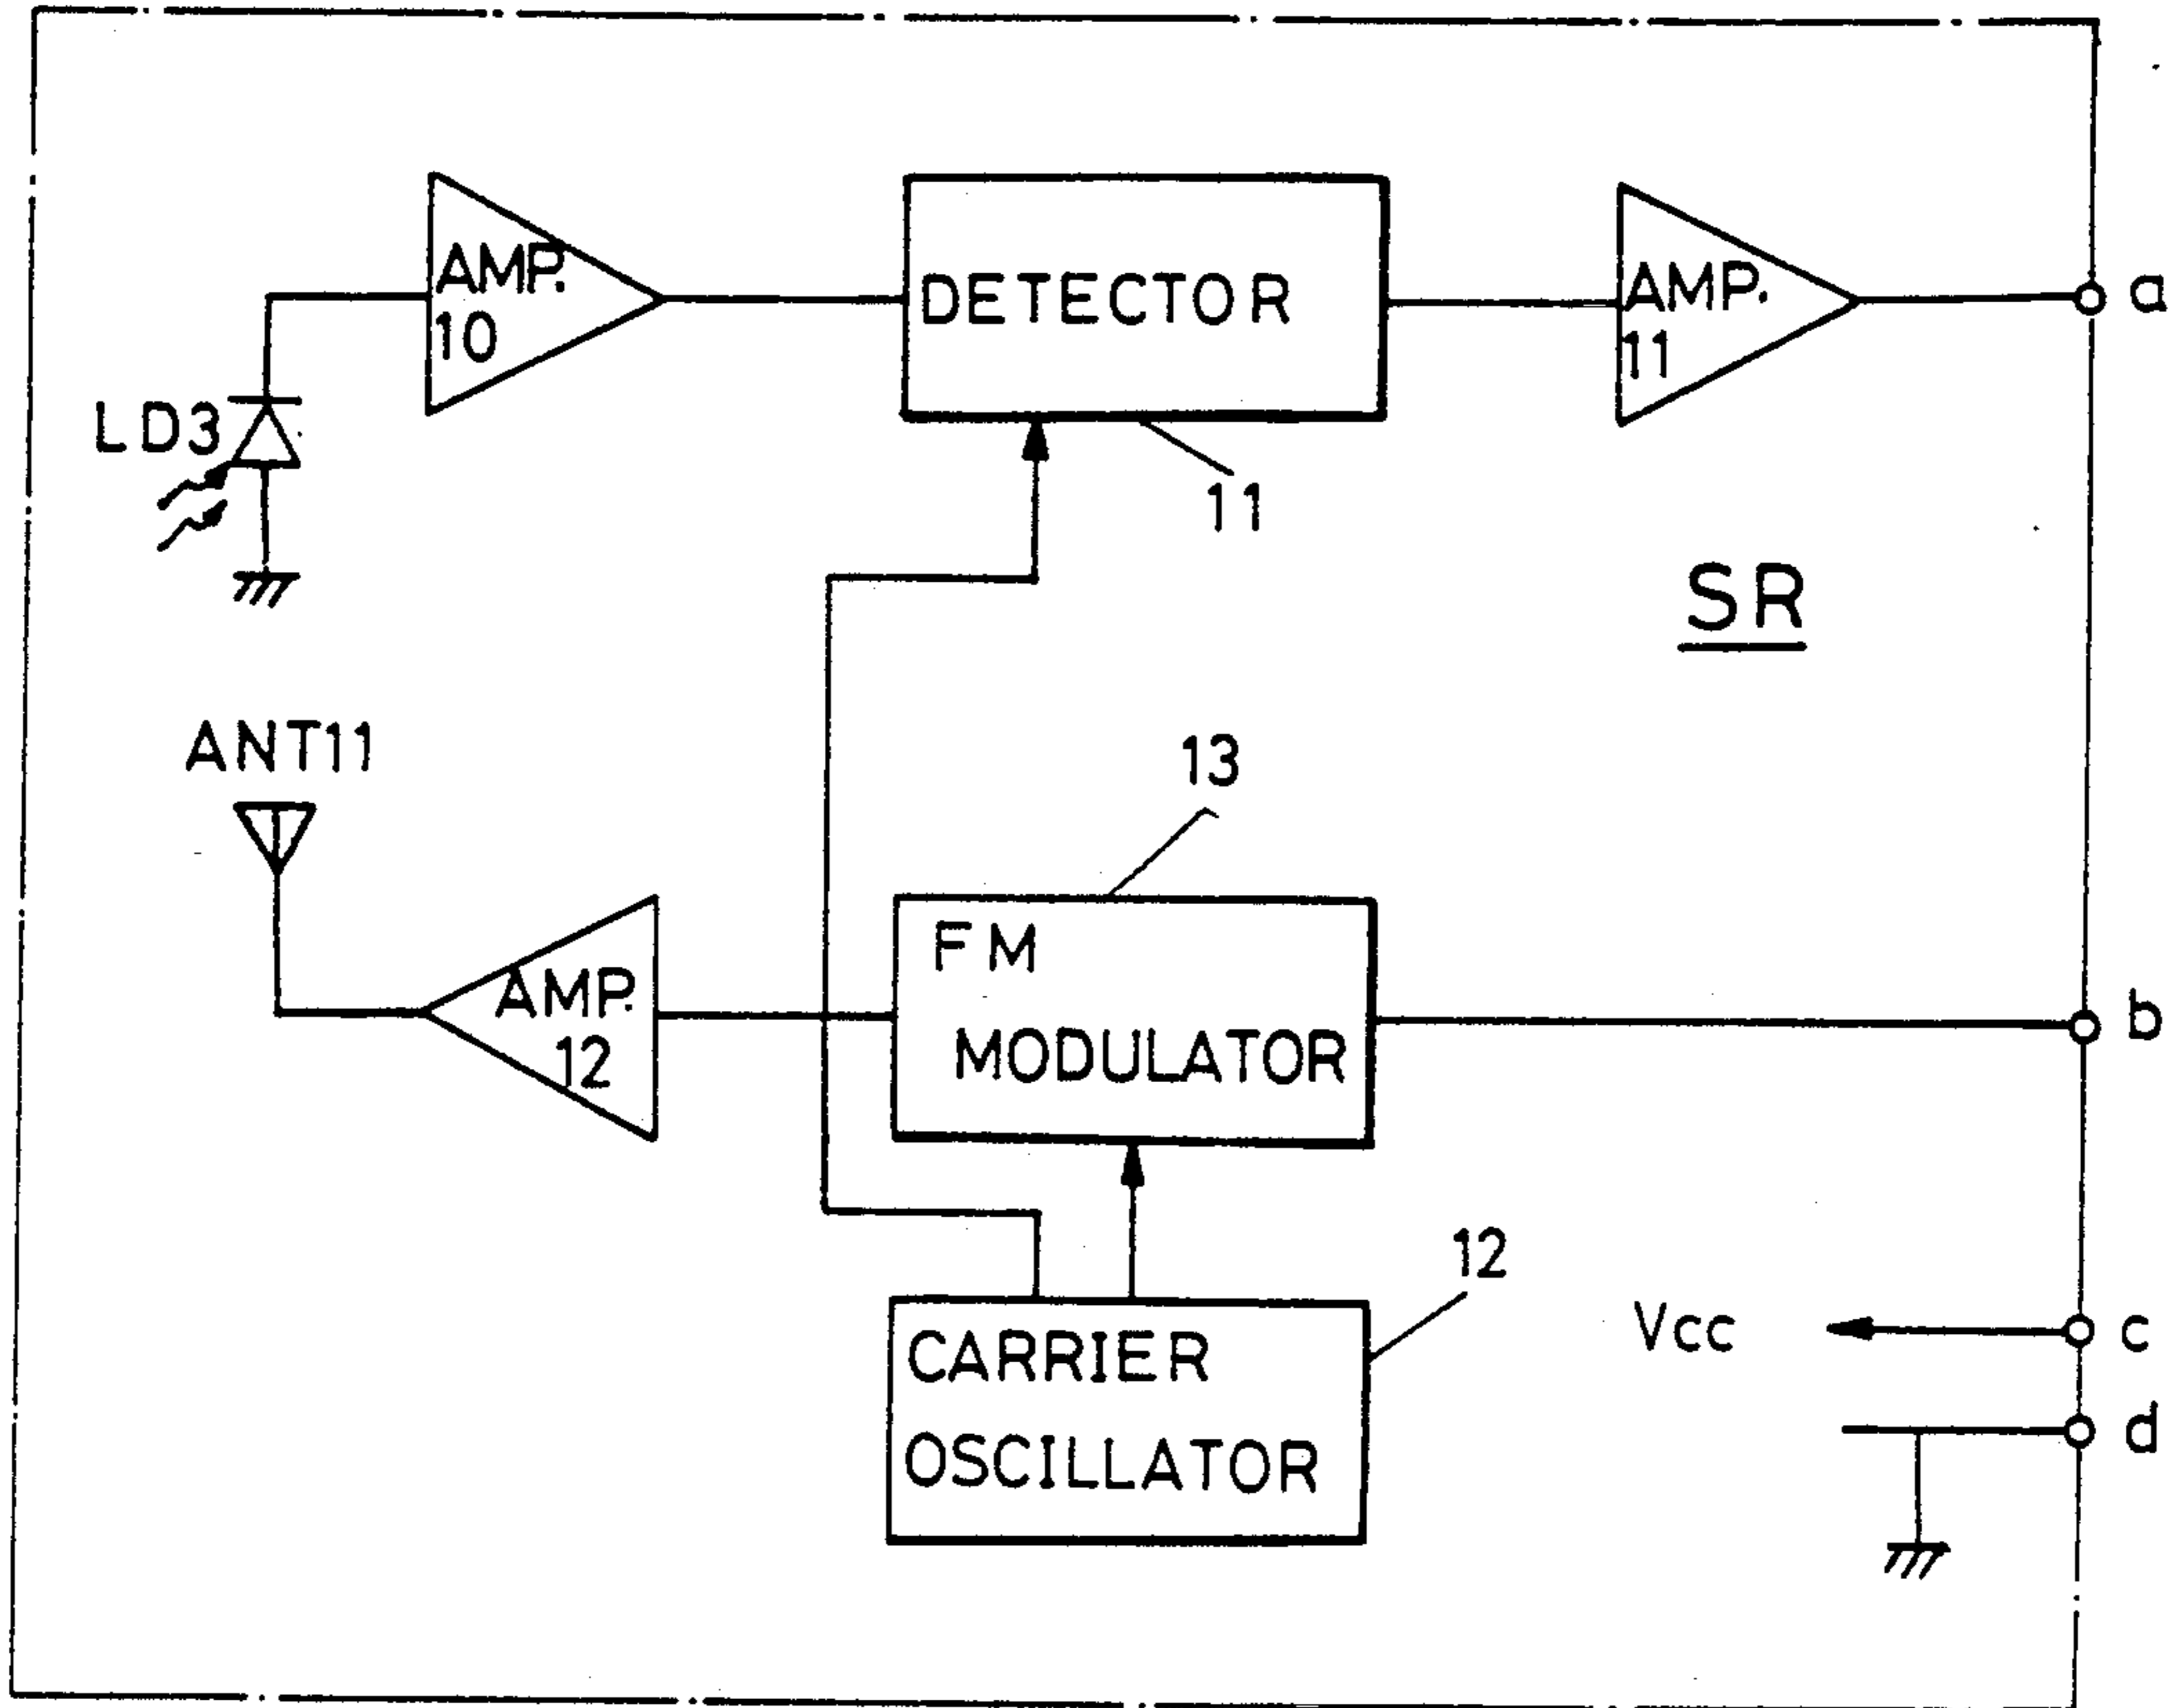 AMP.
10
DETECTOR
AMP.
11
a
LD3
11
SR
ANT11
13
FM
MODULATOR
AMP.
12
b
12
CARRIER
OSCILLATOR
Vcc
c
d